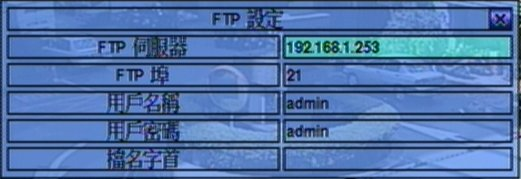 FTP 設定
FTP 伺服器 192.168.1.253
FTP 埠 21
用戶名稱 admin
用戶密碼 admin
檔名字首